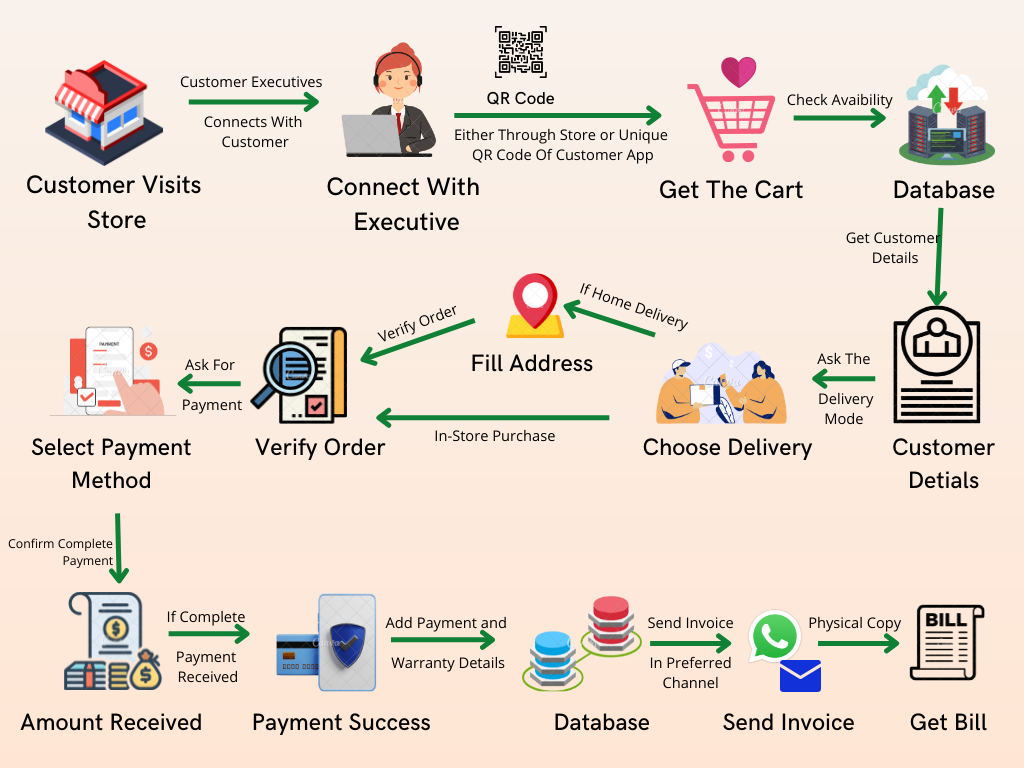 Customer Executives
Connects With
Customer
Customer Visits
Store
Connect With
Executive
QR Code
Either Through Store or Unique
QR Code Of Customer App
Get The Cart
Check Avaibility
Database
Get Customer
Details
Customer
Detials
Ask The
Delivery
Mode
Choose Delivery
If Home Delivery
Fill Address
Verify Order
In-Store Purchase
Verify Order
Ask For
Payment
PAYMENT
Select Payment
Method
Confirm Complete
Payment
Amount Received
If Complete
Payment
Received
Payment Success
Add Payment and
Warranty Details
Database
Send Invoice
In Preferred
Channel
Send Invoice
Physical Copy
BILL
Get Bill